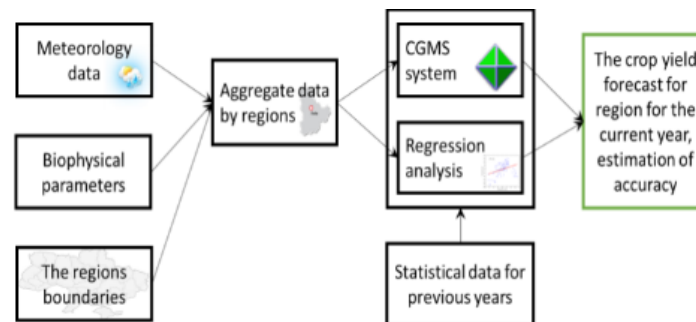 Meteorology
data
Biophysical
parameters
The regions
boundaries
Aggregate data
by regions
CGMS
system
Regression
analysis
Statistical data for
previous years
The crop yield
forecast for
region for the
current year,
estimation of
accuracy